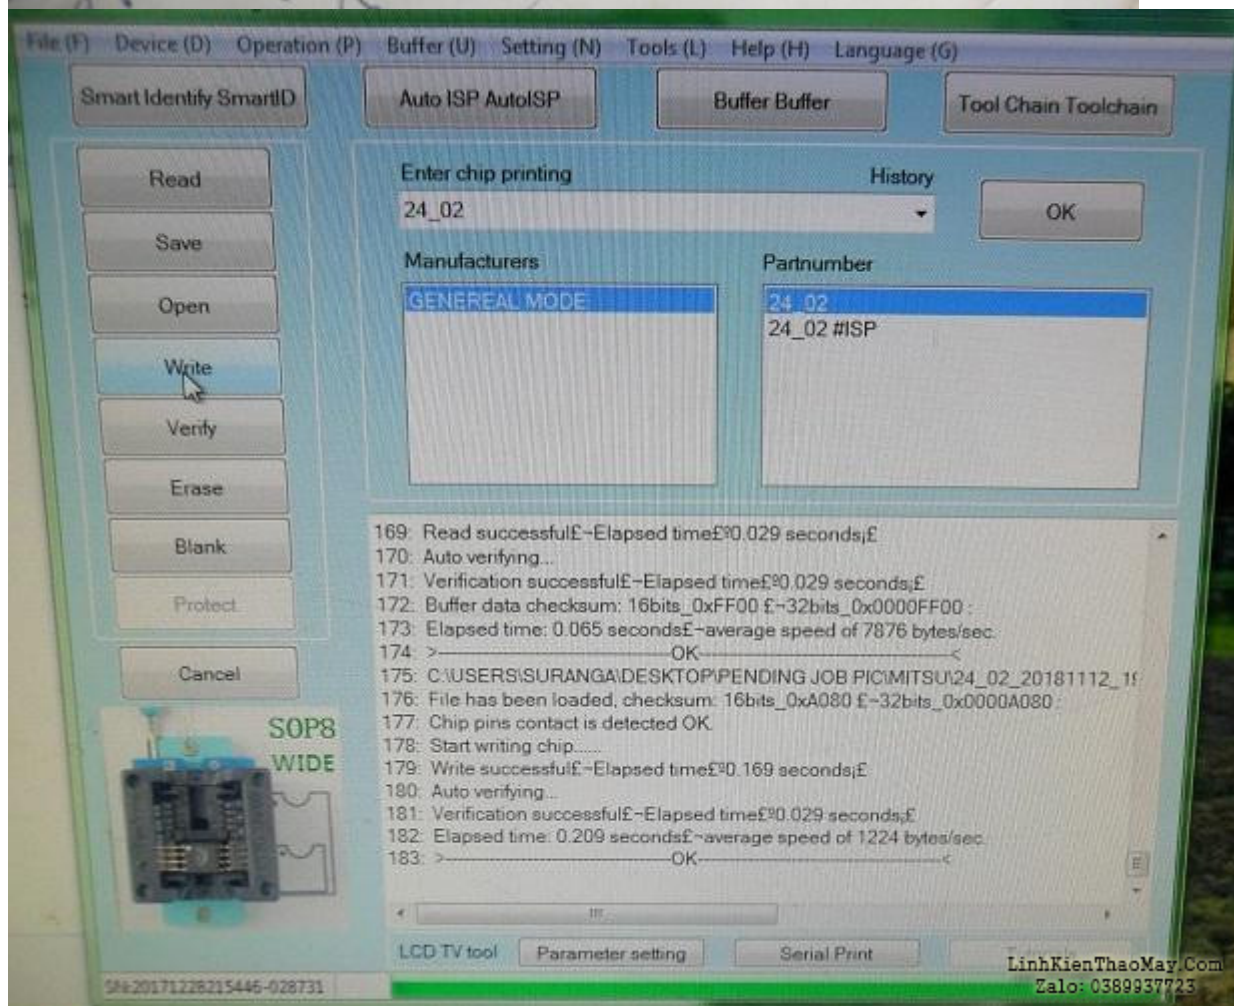 File (F) Device (D) Operation (P) Buffer (U) Setting (N) Tools (L) Help (H) Language (G)
Smart Identify SmartID Auto ISP AutoISP Buffer Buffer Tool Chain Toolchain
Read
Save
Open
Write
Verify
Erase
Blank
Protect
Cancel
Enter chip printing History
24_02 OK
Manufacturers Partnumber
GENEREAL MODE 24_02
24_02 #ISP
169: Read successful£¬Elapsed time£º0.029 seconds¡£
170: Auto verifying...
171: Verification successful£¬Elapsed time£º0.029 seconds¡£
172: Buffer data checksum: 16bits_0xFF00 £¬32bits_0x0000FF00 :
173: Elapsed time: 0.065 seconds£¬average speed of 7876 bytes/sec.
174: >--------------------OK--------------------<
175: C:\USERS\SURANGA\DESKTOP\PENDING JOB PIC\MITSU\24_02_20181112_1
176: File has been loaded, checksum: 16bits_0xA080 £¬32bits_0x0000A080 :
177: Chip pins contact is detected OK.
178: Start writing chip......
179: Write successful£¬Elapsed time£º0.169 seconds¡£
180: Auto verifying...
181: Verification successful£¬Elapsed time£º0.029 seconds¡£
182: Elapsed time: 0.209 seconds£¬average speed of 1224 bytes/sec.
183: >--------------------OK--------------------<
SOP8
WIDE
LCD TV tool Parameter setting Serial Print
SN:20171228215446-028731
LinhKienThaoMay.Com
Zalo: 0389937723